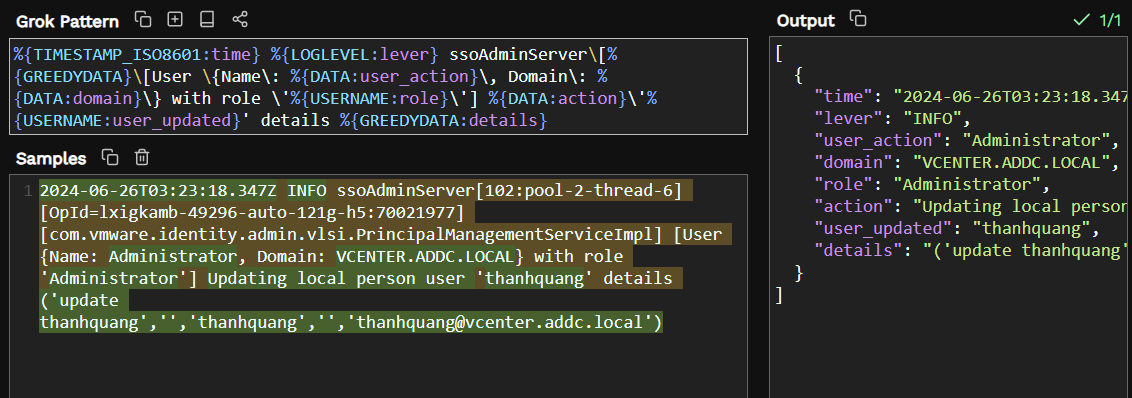 Grok Pattern
%{TIMESTAMP_ISO8601:time} %{LOGLEVEL:lever} ssoAdminServer\[%
{GREEDYDATA}\[User \{Name\: %{DATA:user_action}\, Domain\: %
{DATA:domain}\} with role \'%{USERNAME:role}\'] %{DATA:action}\'%
{USERNAME:user_updated}' details %{GREEDYDATA:details}
Samples
1 2024-06-26T03:23:18.347Z INFO ssoAdminServer[102:pool-2-thread-6]
[OpId=lxigkamb-49296-auto-121g-h5:70021977]
[com.vmware.identity.admin.vlsi.PrincipalManagementServiceImpl] [User
{Name: Administrator, Domain: VCENTER.ADDC.LOCAL} with role
'Administrator'] Updating local person user 'thanhquang' details
('update
thanhquang','','thanhquang','','thanhquang@vcenter.addc.local')
Output
1/1
[
{
"time": "2024-06-26T03:23:18.347
"lever": "INFO",
"user_action": "Administrator",
"domain": "VCENTER.ADDC.LOCAL",
"role": "Administrator",
"action": "Updating local person
"user_updated": "thanhquang",
"details": "('update thanhquang'
}
]